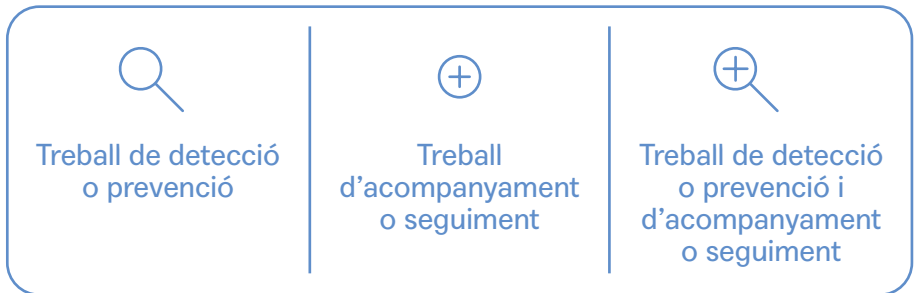 Treball de detecció
o prevenció
Treball
d’acompanyament
o seguiment
Treball de detecció
o prevenció i
d’acompanyament
o seguiment